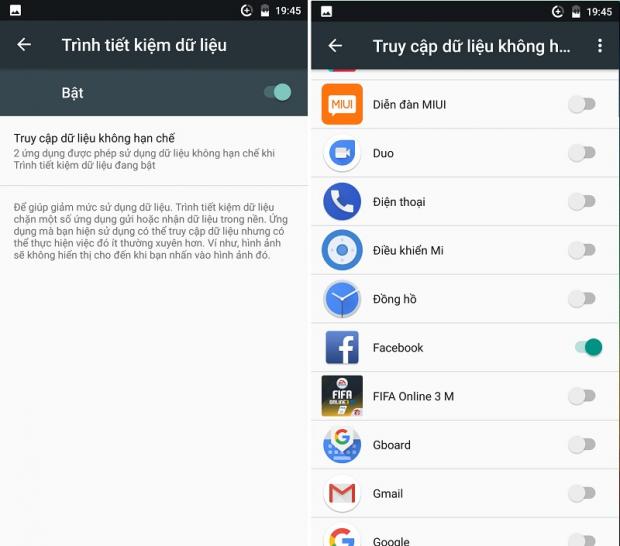 19:45
Trình tiết kiệm dữ liệu
Bật
Truy cập dữ liệu không hạn chế
2 ứng dụng được phép sử dụng dữ liệu không hạn chế khi
Trình tiết kiệm dữ liệu đang bật
Để giúp giảm mức sử dụng dữ liệu. Trình tiết kiệm dữ liệu
chặn một số ứng dụng gửi hoặc nhận dữ liệu trong nền. Ứng
dụng mà bạn hiện sử dụng có thể truy cập dữ liệu nhưng có
thể thực hiện việc đó ít thường xuyên hơn. Ví như, hình ảnh
sẽ không hiển thị cho đến khi bạn nhấn vào hình ảnh đó.
19:45
Truy cập dữ liệu không h...
MIUI
Diễn đàn MIUI
Duo
Điện thoại
Điều khiển Mi
Đồng hồ
Facebook
EA SPORTS
FIFA
ONLINE 3 M
FIFA Online 3 M
Gboard
Gmail
Google